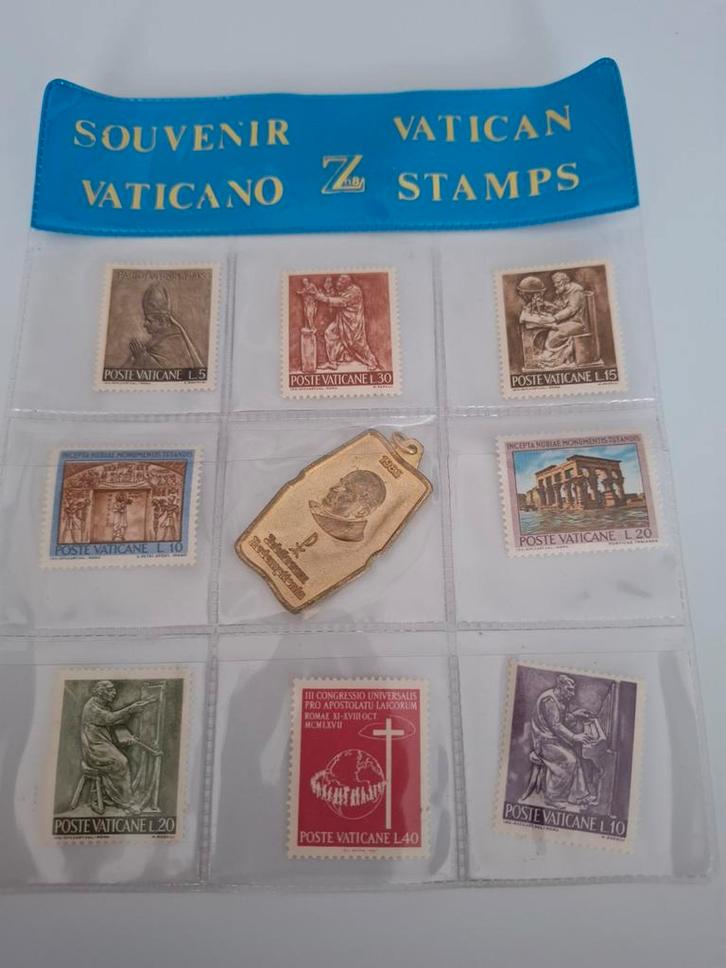 SOUVENIR
VATICANO
VATICAN
STAMPS
POSTE VATICANE L.5
POSTE VATICANE L.30
POSTE VATICANE L.15
INCEPTA NUBIAE MONUMENTIS TUTANDIS
POSTE VATICANE L. 10
INCEPTA NUBIAE MONUMENTIS TUTANDIS
POSTE VATICANE L. 20
POSTE VATICANE L.20
III CONGRESSIO UNIVERSALIS
PRO APOSTOLATU LAICORUM
ROMAE XI-XVIII OCT
MCMLXVII
POSTE VATICANE L.40
POSTE VATICANE L.10